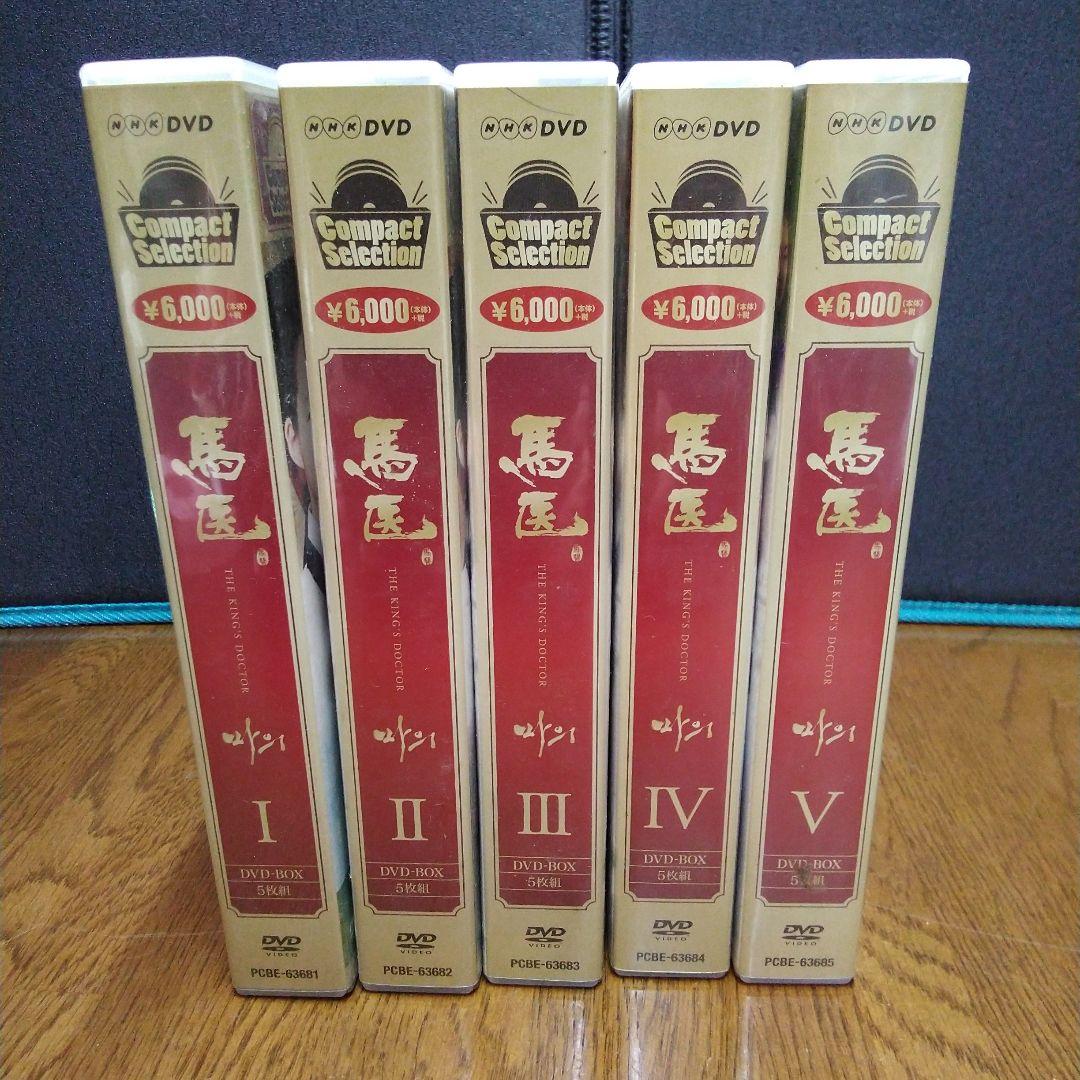 NHK DVD
Compact
Selection
¥6,000(本体)+税
馬医
THE KING'S DOCTOR
마의
I
DVD-BOX
5枚組
DVD
VIDEO
PCBE-63681
NHK DVD
Compact
Selection
¥6,000(本体)+税
馬医
THE KING'S DOCTOR
마의
II
DVD-BOX
5枚組
DVD
VIDEO
PCBE-63682
NHK DVD
Compact
Selection
¥6,000(本体)+税
馬医
THE KING'S DOCTOR
마의
III
DVD-BOX
5枚組
DVD
VIDEO
PCBE-63683
NHK DVD
Compact
Selection
¥6,000(本体)+税
馬医
THE KING'S DOCTOR
마의
IV
DVD-BOX
5枚組
DVD
VIDEO
PCBE-63684
NHK DVD
Compact
Selection
¥6,000(本体)+税
馬医
THE KING'S DOCTOR
마의
V
DVD-BOX
5枚組
DVD
VIDEO
PCBE-63685